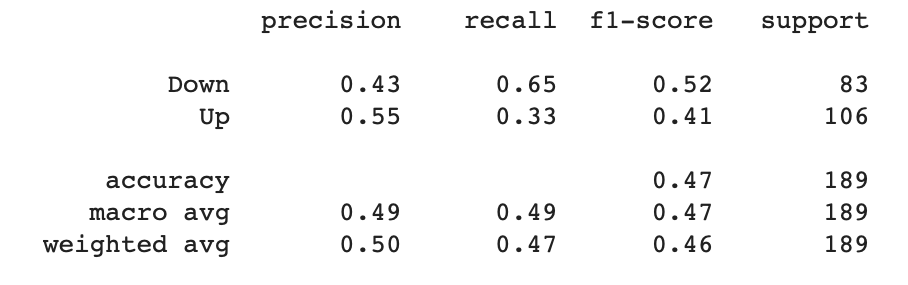 precision recall f1-score support
Down 0.43 0.65 0.52 83
Up 0.55 0.33 0.41 106
accuracy 0.47 189
macro avg 0.49 0.49 0.47 189
weighted avg 0.50 0.47 0.46 189